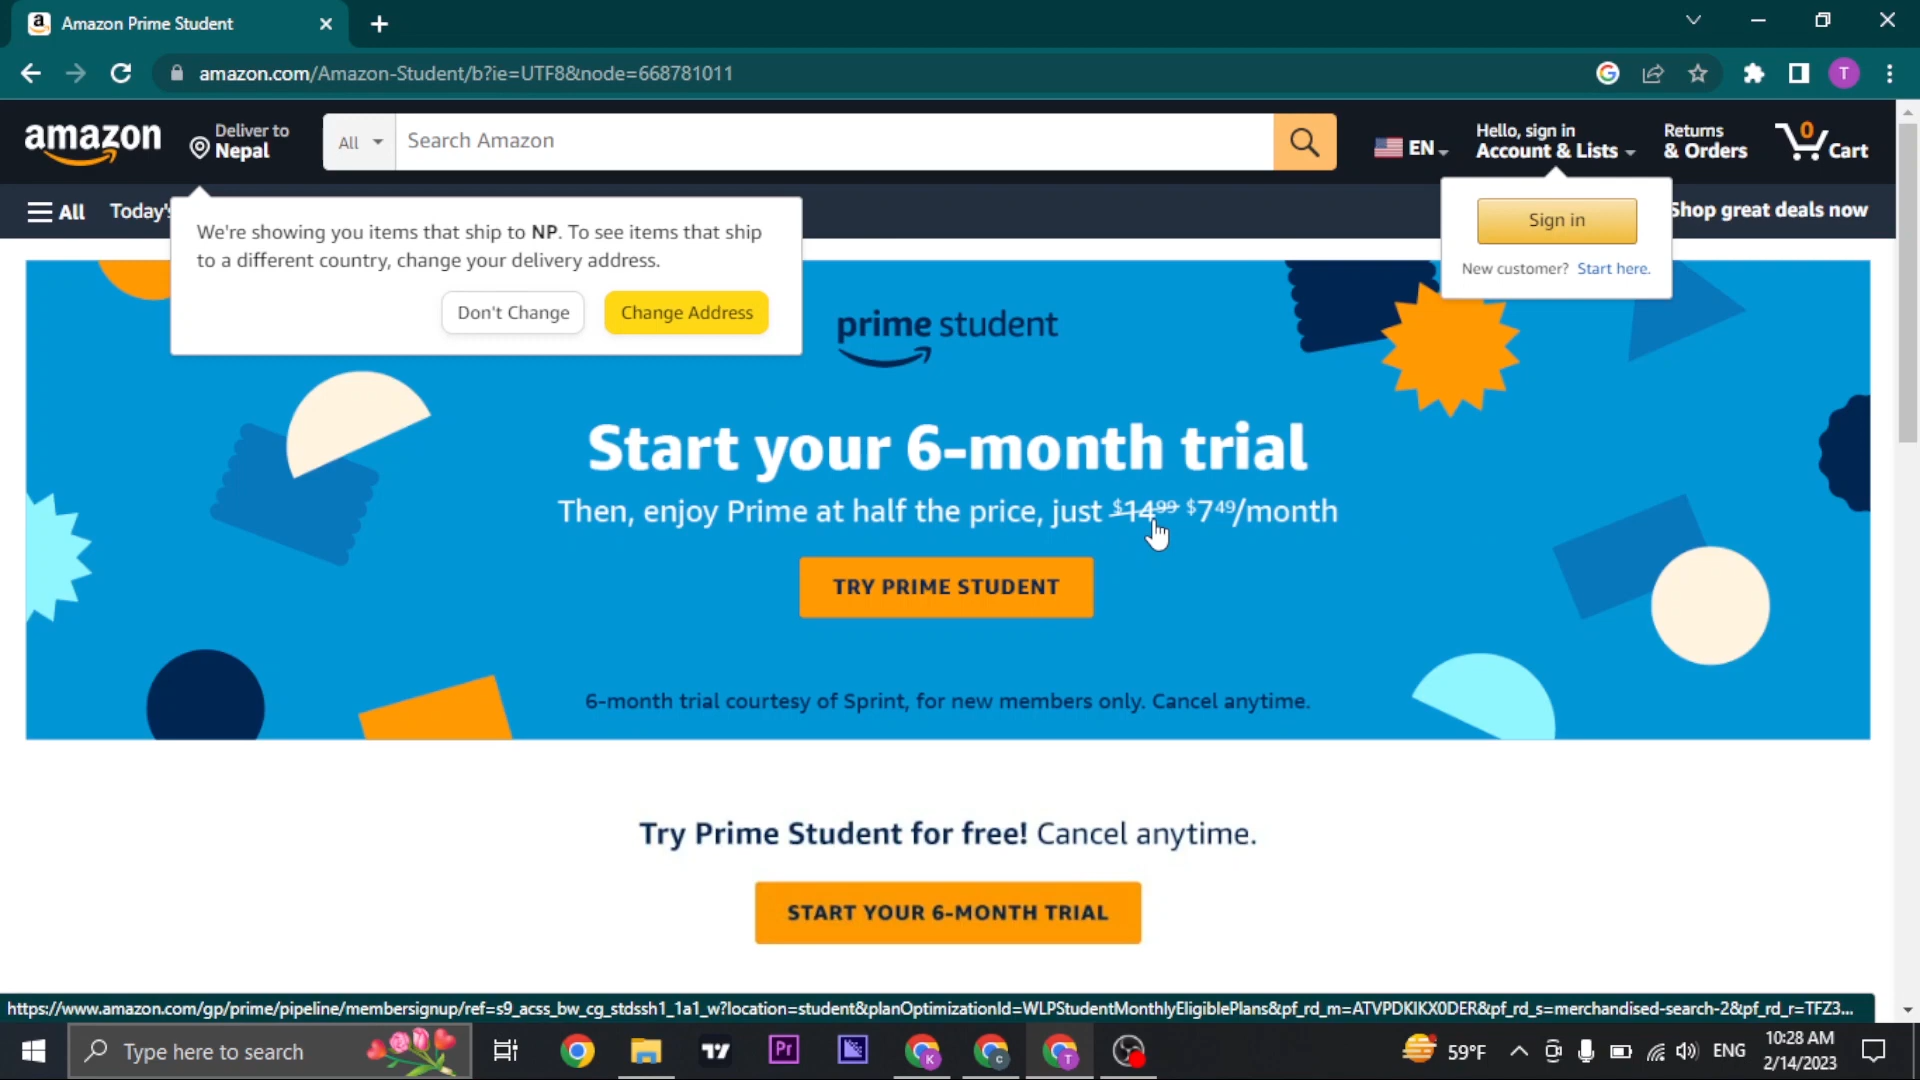 Amazon Prime Student
amazon.com/Amazon-Student/b?ie=UTF8&node=668781011
T
amazon
Deliver to
Nepal
All
Search Amazon
EN
Hello, sign in
Account & Lists
Returns
& Orders
0
Cart
All
Today's
Shop great deals now
We're showing you items that ship to NP. To see items that ship
to a different country, change your delivery address.
Don't Change
Change Address
Sign in
New customer? Start here.
prime student
Start your 6-month trial
Then, enjoy Prime at half the price, just $14.99 $7.49/month
TRY PRIME STUDENT
6-month trial courtesy of Sprint, for new members only. Cancel anytime.
Try Prime Student for free! Cancel anytime.
START YOUR 6-MONTH TRIAL
https://www.amazon.com/gp/prime/pipeline/membersignup/ref=s9_acss_bw_cg_stdssh1_1a1_w?location=student&planOptimizationId=WLPStudentMonthlyEligiblePlans&pf_rd_m=ATVPDKIKX0DER&pf_rd_s=merchandised-search-2&pf_rd_r=TFZ3...
Type here to search
Pr
K
C
T
59°F
ENG
10:28 AM
2/14/2023